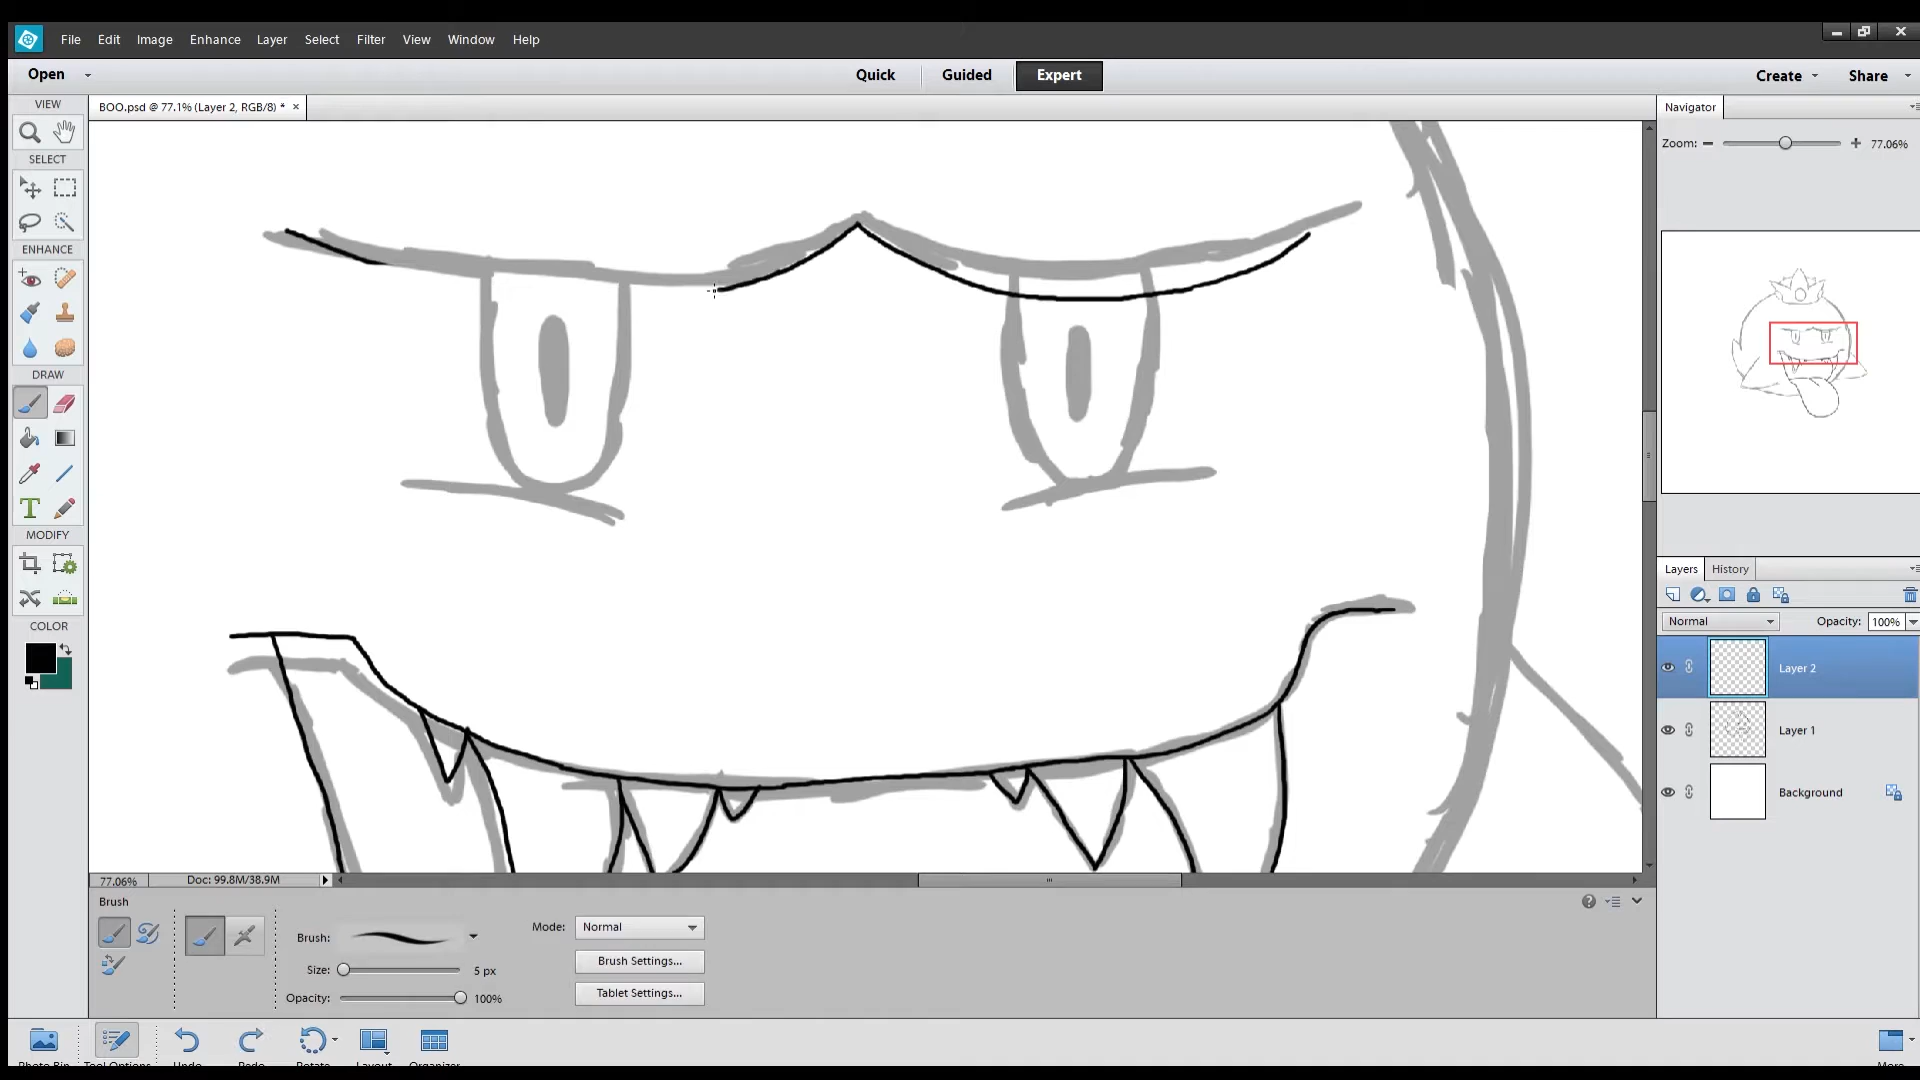 File Edit Image Enhance Layer Select Filter View Window Help
Open Quick Guided Expert Create Share
VIEW
BOO.psd @ 77.1% (Layer 2, RGB/8) * ×
Navigator
Zoom: 77.06%
SELECT
ENHANCE
DRAW
T
MODIFY
COLOR
Layers History
Normal Opacity: 100%
Layer 2
Layer 1
Background
77.06% Doc: 99.8M/38.9M
Brush
Brush: Mode: Normal
Size: 5 px Brush Settings...
Opacity: 100% Tablet Settings...
Photo Bin Tool Options Undo Redo Rotate Layout Organizer More